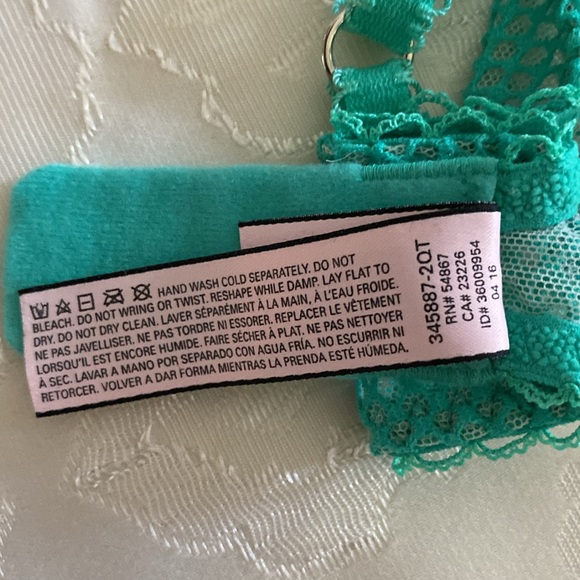 HAND WASH COLD SEPARATELY. DO NOT
BLEACH. DO NOT WRING OR TWIST. RESHAPE WHILE DAMP. LAY FLAT TO
DRY. DO NOT DRY CLEAN. LAVER SÉPARÉMENT À LA MAIN, À L'EAU FROIDE.
NE PAS JAVELLISER. NE PAS TORDRE NI ESSORER. REPLACER LE VÊTEMENT
LORSQU'IL EST ENCORE HUMIDE. FAIRE SÉCHER À PLAT. NE PAS NETTOYER
À SEC. LAVAR A MANO POR SEPARADO CON AGUA FRÍA. NO ESCURRIR NI
RETORCER. VOLVER A DAR FORMA MIENTRAS LA PRENDA ESTÉ HÚMEDA.
345887-2QT
RN# 54867
CA# 23226
ID# 36009954
04 16